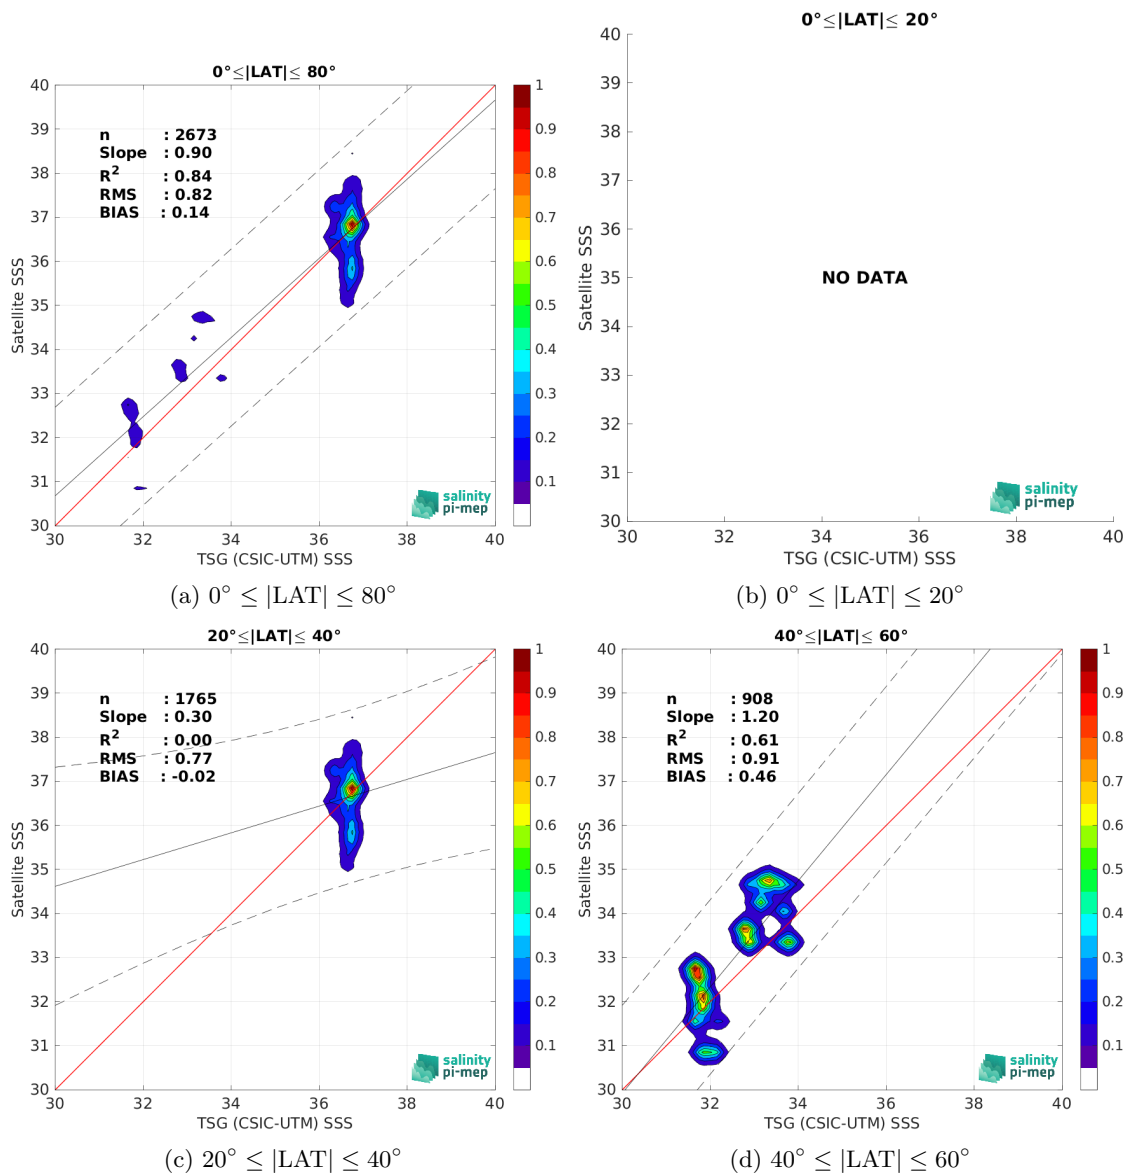 0°≤|LAT|≤ 80°
40
39
38
37
36
35
34
33
32
31
30
Satellite SSS
n : 2673
Slope : 0.90
R2 : 0.84
RMS : 0.82
BIAS : 0.14
salinity
pi-mep
30 32 34 36 38 40
TSG (CSIC-UTM) SSS
1
0.9
0.8
0.7
0.6
0.5
0.4
0.3
0.2
0.1
(a) 0° ≤ |LAT| ≤ 80°
0°≤|LAT|≤ 20°
40
39
38
37
36
35
34
33
32
31
30
Satellite SSS
NO DATA
salinity
pi-mep
30 32 34 36 38 40
TSG (CSIC-UTM) SSS
(b) 0° ≤ |LAT| ≤ 20°
20°≤|LAT|≤ 40°
40
39
38
37
36
35
34
33
32
31
30
Satellite SSS
n : 1765
Slope : 0.30
R2 : 0.00
RMS : 0.77
BIAS : -0.02
salinity
pi-mep
30 32 34 36 38 40
TSG (CSIC-UTM) SSS
1
0.9
0.8
0.7
0.6
0.5
0.4
0.3
0.2
0.1
(c) 20° ≤ |LAT| ≤ 40°
40°≤|LAT|≤ 60°
40
39
38
37
36
35
34
33
32
31
30
Satellite SSS
n : 908
Slope : 1.20
R2 : 0.61
RMS : 0.91
BIAS : 0.46
salinity
pi-mep
30 32 34 36 38 40
TSG (CSIC-UTM) SSS
1
0.9
0.8
0.7
0.6
0.5
0.4
0.3
0.2
0.1
(d) 40° ≤ |LAT| ≤ 60°